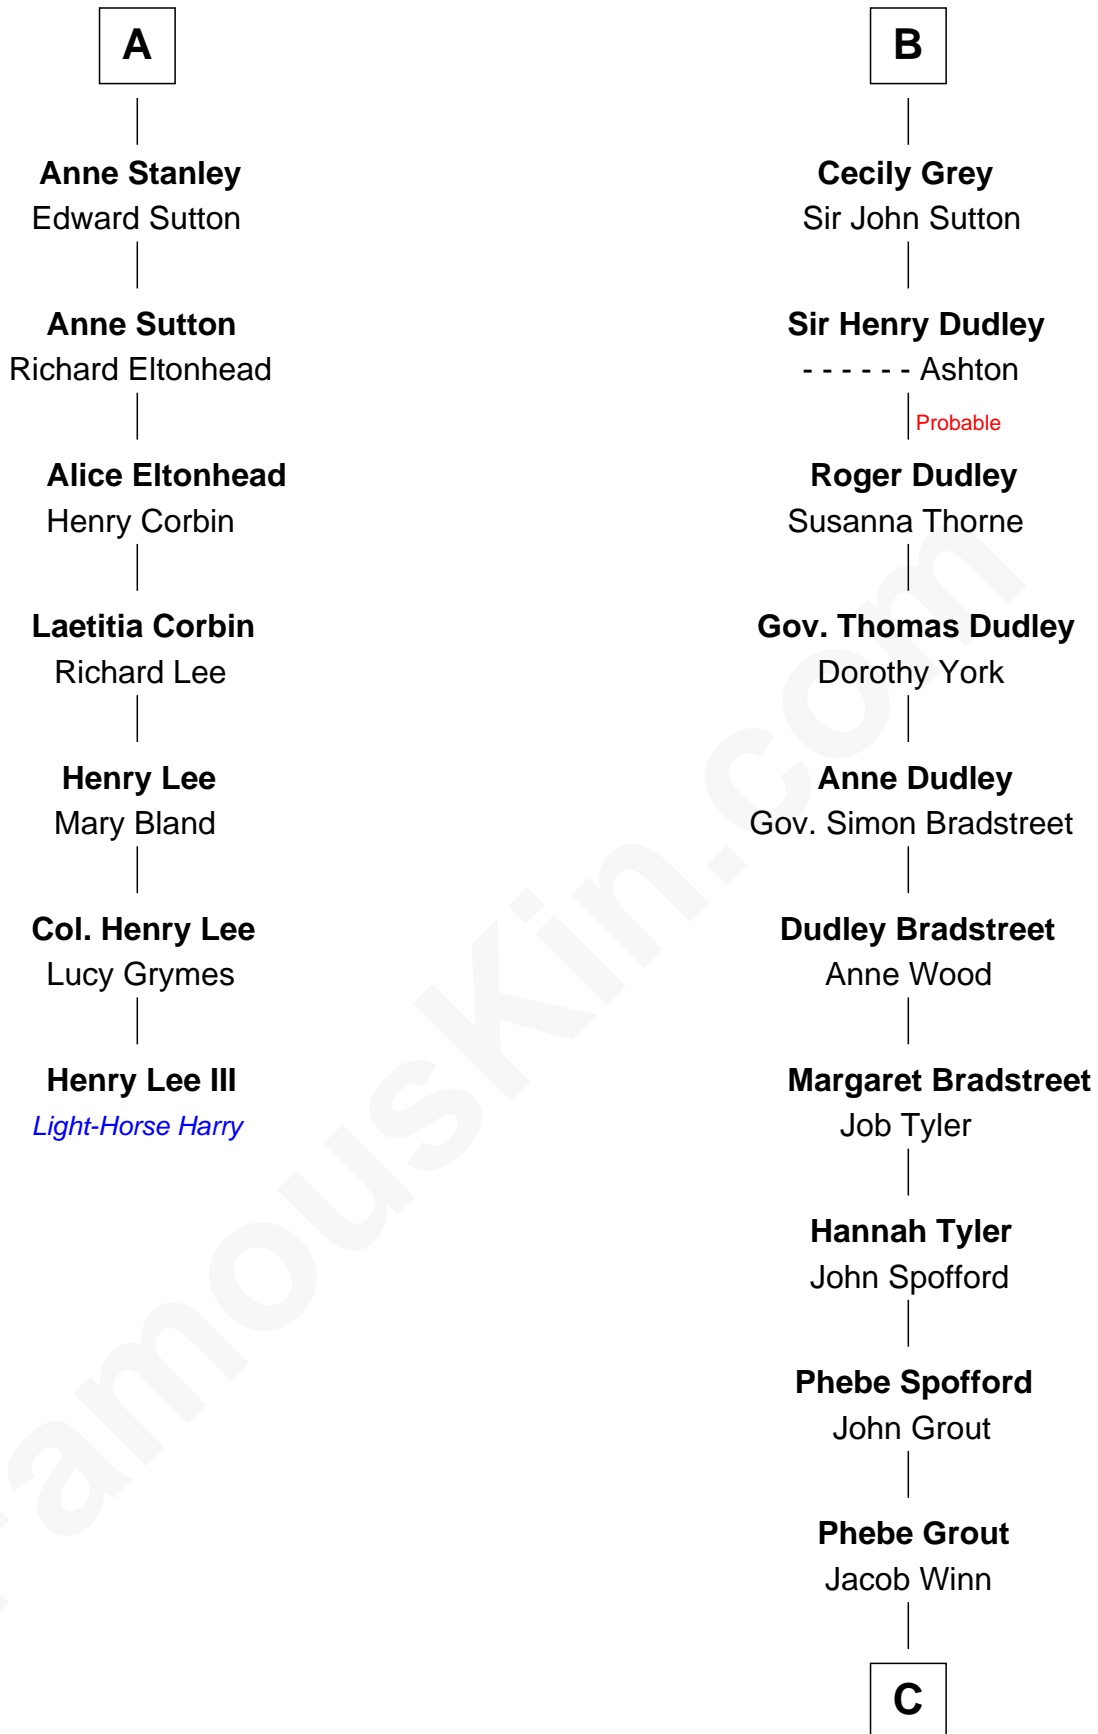 A
Anne Stanley
Edward Sutton
Anne Sutton
Richard Eltonhead
Alice Eltonhead
Henry Corbin
Laetitia Corbin
Richard Lee
Henry Lee
Mary Bland
Col. Henry Lee
Lucy Grymes
Henry Lee III
Light-Horse Harry
B
Cecily Grey
Sir John Sutton
Sir Henry Dudley
- - - - - - Ashton
Probable
Roger Dudley
Susanna Thorne
Gov. Thomas Dudley
Dorothy York
Anne Dudley
Gov. Simon Bradstreet
Dudley Bradstreet
Anne Wood
Margaret Bradstreet
Job Tyler
Hannah Tyler
John Spofford
Phebe Spofford
John Grout
Phebe Grout
Jacob Winn
C
FamousKin.com